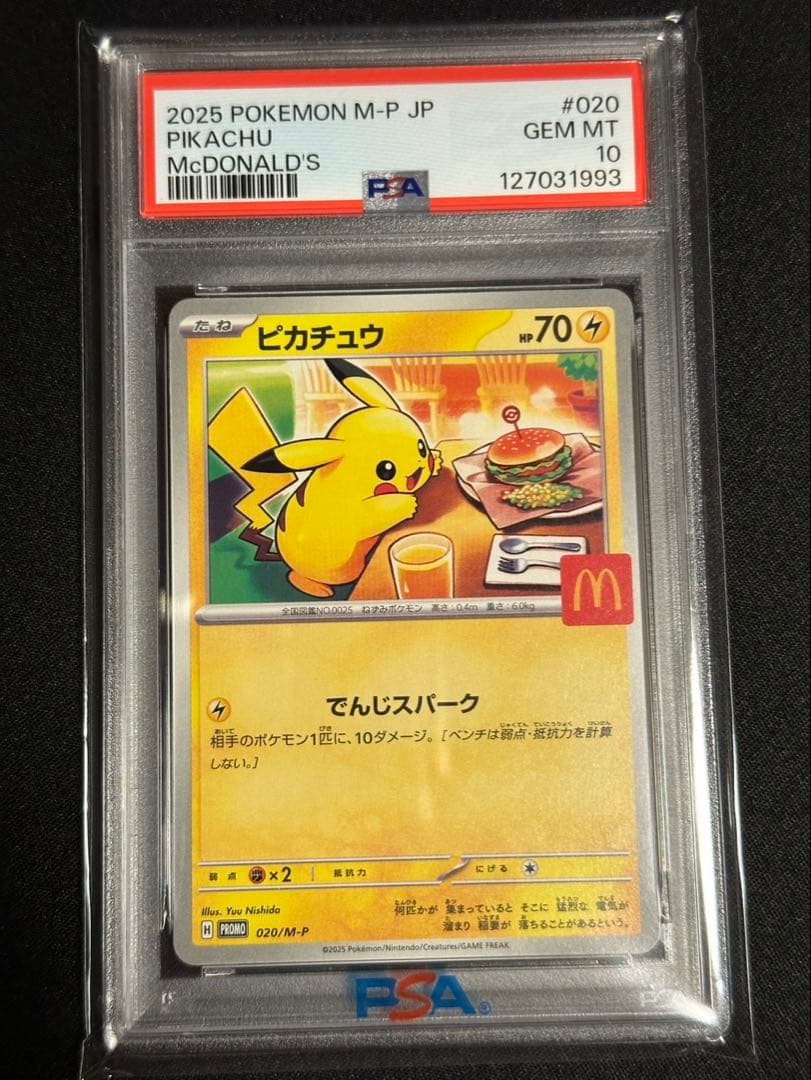 2025 POKEMON M-P JP #020
PIKACHU GEM MT
McDONALD'S 10
PSA 127031993
たね ピカチュウ HP70
M
全国図鑑NO.0025 ねずみポケモン 高さ:0.4m 重さ:6.0kg
でんじスパーク
相手のポケモン1匹に、10ダメージ。[ベンチは弱点・抵抗力を計算
しない。]
弱点 ×2 抵抗力 にげる
Illus. Yuu Nishida
何匹かが 集まっていると そこに 猛烈な 電気が
溜まり 稲妻が 落ちることがあるという。
H PROMO 020/M-P
©2025 Pokémon/Nintendo/Creatures/GAME FREAK
PSA